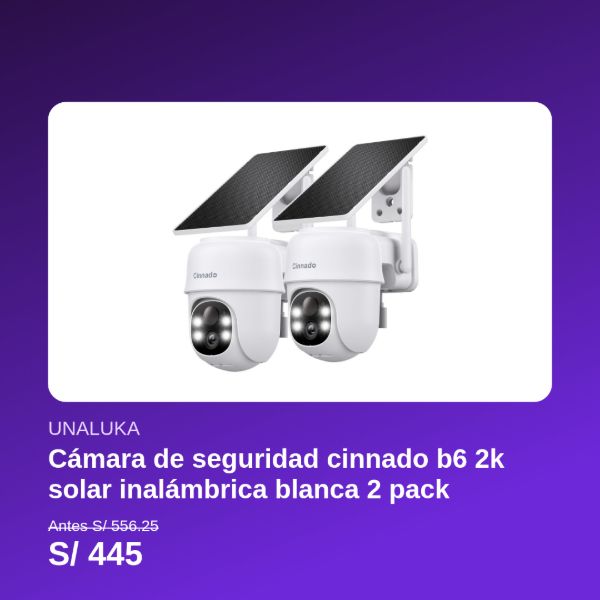 Cinnado
Cinnado
UNALUKA
Cámara de seguridad cinnado b6 2k
solar inalámbrica blanca 2 pack
Antes S/ 556.25
S/ 445